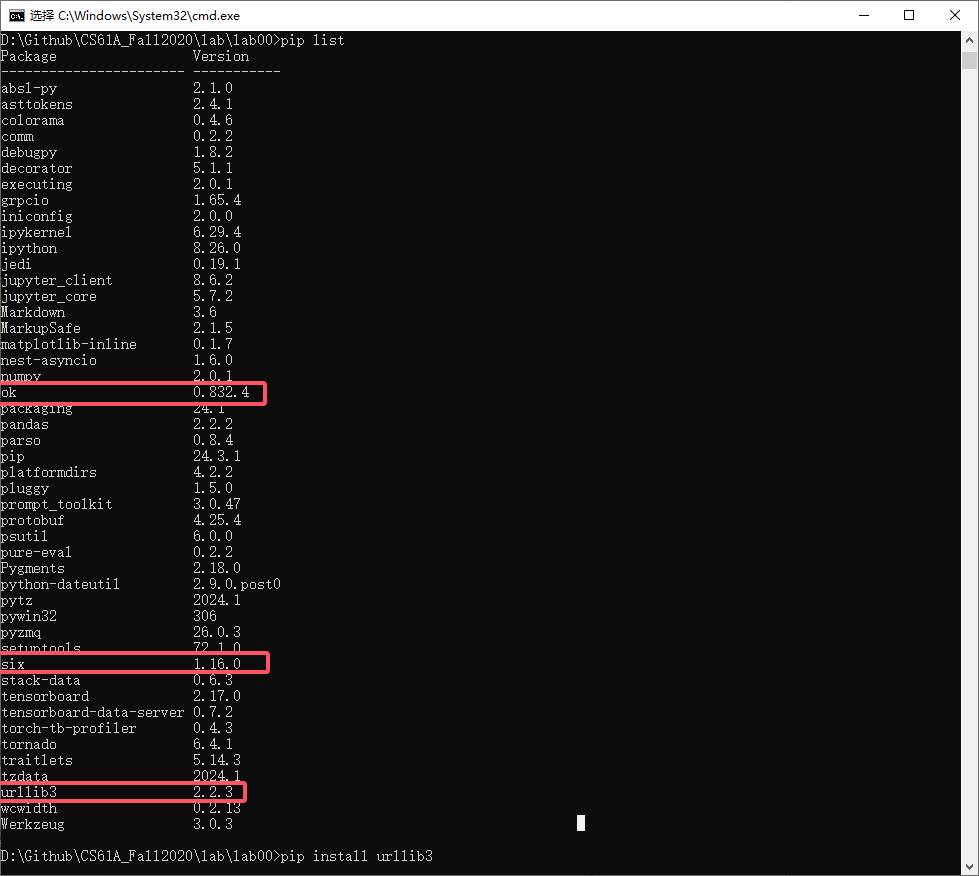 选择 C:\Windows\System32\cmd.exe
D:\Github\CS61A_Fall2020\lab\lab00>pip list
Package Version
----------------------- -----------
absl-py 2.1.0
asttokens 2.4.1
colorama 0.4.6
comm 0.2.2
debugpy 1.8.2
decorator 5.1.1
executing 2.0.1
grpcio 1.65.4
iniconfig 2.0.0
ipykernel 6.29.4
ipython 8.26.0
jedi 0.19.1
jupyter_client 8.6.2
jupyter_core 5.7.2
Markdown 3.6
MarkupSafe 2.1.5
matplotlib-inline 0.1.7
nest-asyncio 1.6.0
numpy 2.0.1
ok 0.832.4
packaging 24.1
pandas 2.2.2
parso 0.8.4
pip 24.3.1
platformdirs 4.2.2
pluggy 1.5.0
prompt_toolkit 3.0.47
protobuf 4.25.4
psutil 6.0.0
pure-eval 0.2.2
Pygments 2.18.0
python-dateutil 2.9.0.post0
pytz 2024.1
pywin32 306
pyzmq 26.0.3
setuptools 72.1.0
six 1.16.0
stack-data 0.6.3
tensorboard 2.17.0
tensorboard-data-server 0.7.2
torch-tb-profiler 0.4.3
tornado 6.4.1
traitlets 5.14.3
tzdata 2024.1
urllib3 2.2.3
wcwidth 0.2.13
Werkzeug 3.0.3
D:\Github\CS61A_Fall2020\lab\lab00>pip install urllib3